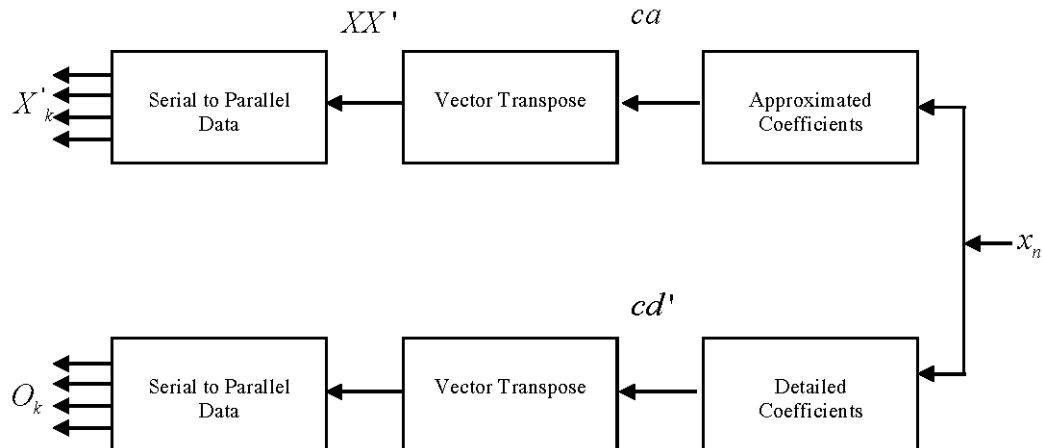 XX' ca
X'k
Serial to Parallel
Data
Vector Transpose
Approximated
Coefficients
xn
cd'
Ok
Serial to Parallel
Data
Vector Transpose
Detailed
Coefficients